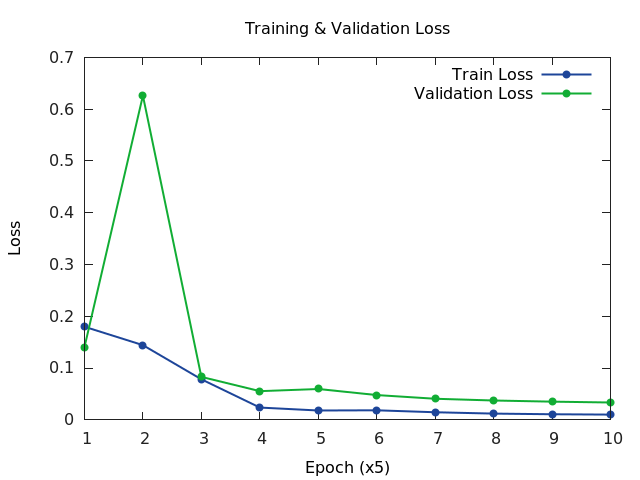 Training & Validation Loss
Train Loss
Validation Loss
0.7
0.6
0.5
0.4
0.3
0.2
0.1
0
Loss
1 2 3 4 5 6 7 8 9 10
Epoch (x5)